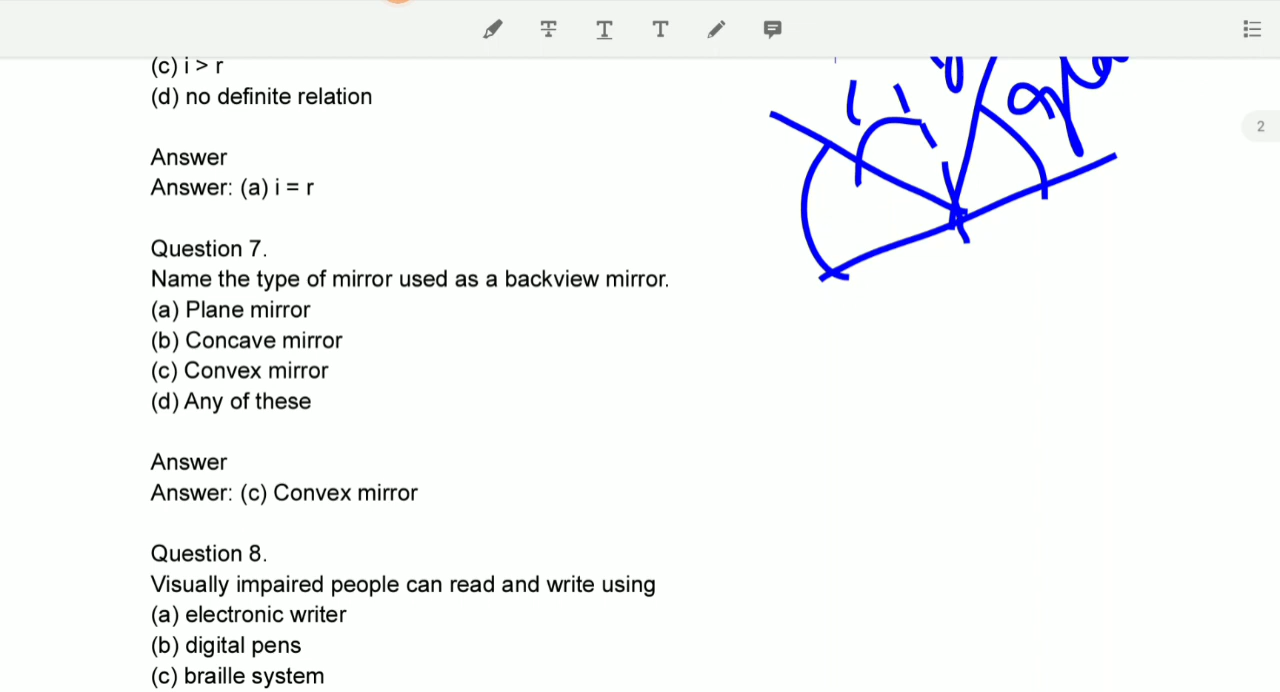 (c) i > r
(d) no definite relation
Answer
Answer: (a) i = r
Question 7.
Name the type of mirror used as a backview mirror.
(a) Plane mirror
(b) Concave mirror
(c) Convex mirror
(d) Any of these
Answer
Answer: (c) Convex mirror
Question 8.
Visually impaired people can read and write using
(a) electronic writer
(b) digital pens
(c) braille system
T T T
2